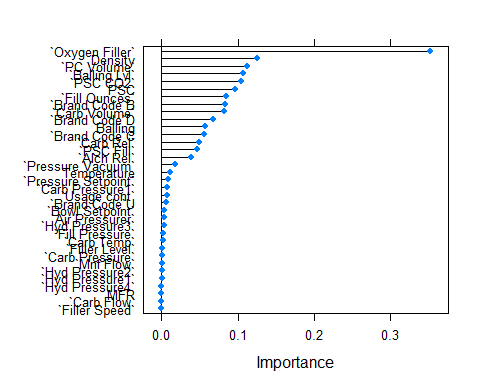 `Oxygen Filler`
Density
`PC Volume`
`Balling Lvl`
`PSC CO2`
PSC
`Fill Ounces`
`Brand Code B`
`Carb Volume`
`Brand Code D`
Balling
`Brand Code C`
`Carb Rel`
`PSC Fill`
`Alch Rel`
`Pressure Vacuum`
Temperature
`Pressure Setpoint`
`Carb Pressure1`
`Usage cont`
`Brand Code U`
`Bowl Setpoint`
`Air Pressurer`
`Hyd Pressure3`
`Fill Pressure`
`Carb Temp`
`Filler Level`
`Carb Pressure`
`Mnf Flow`
`Hyd Pressure2`
`Hyd Pressure1`
`Hyd Pressure4`
MFR
`Carb Flow`
`Filler Speed`
0.0 0.1 0.2 0.3
Importance